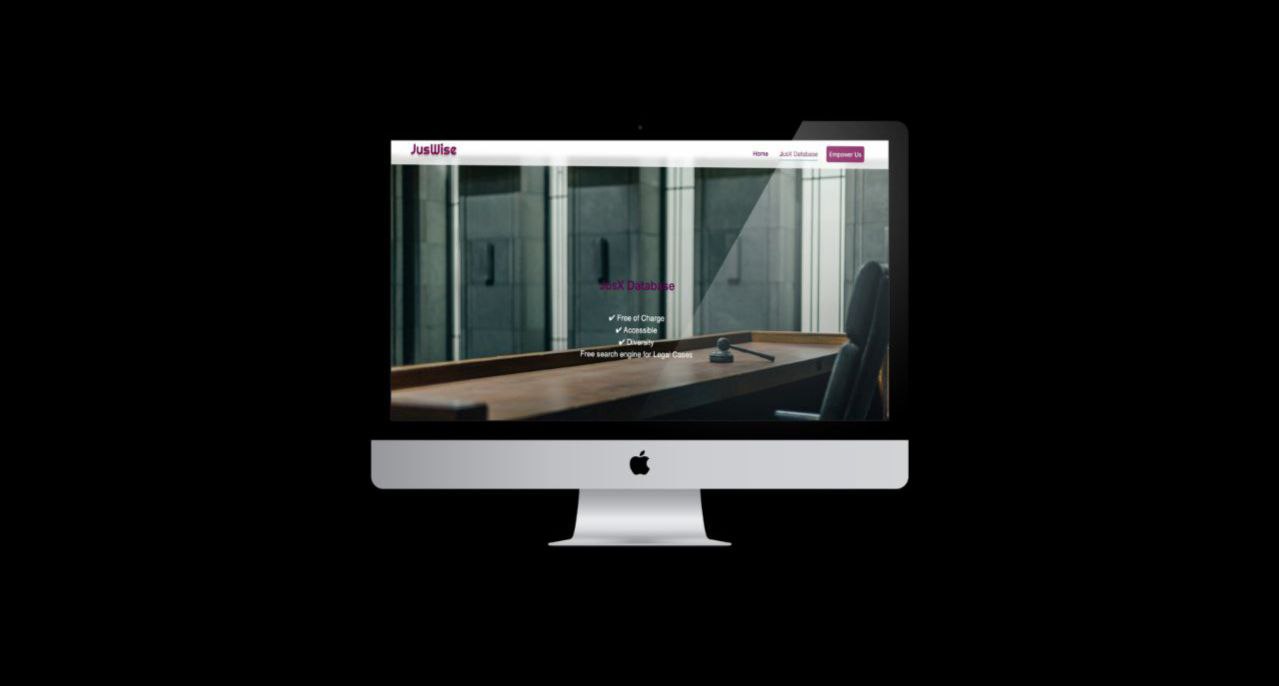 JusWise
Home JusX Database Empower Us
JusX Database
✔ Free of Charge
✔ Accessible
✔ Diversity
Free search engine for Legal Cases